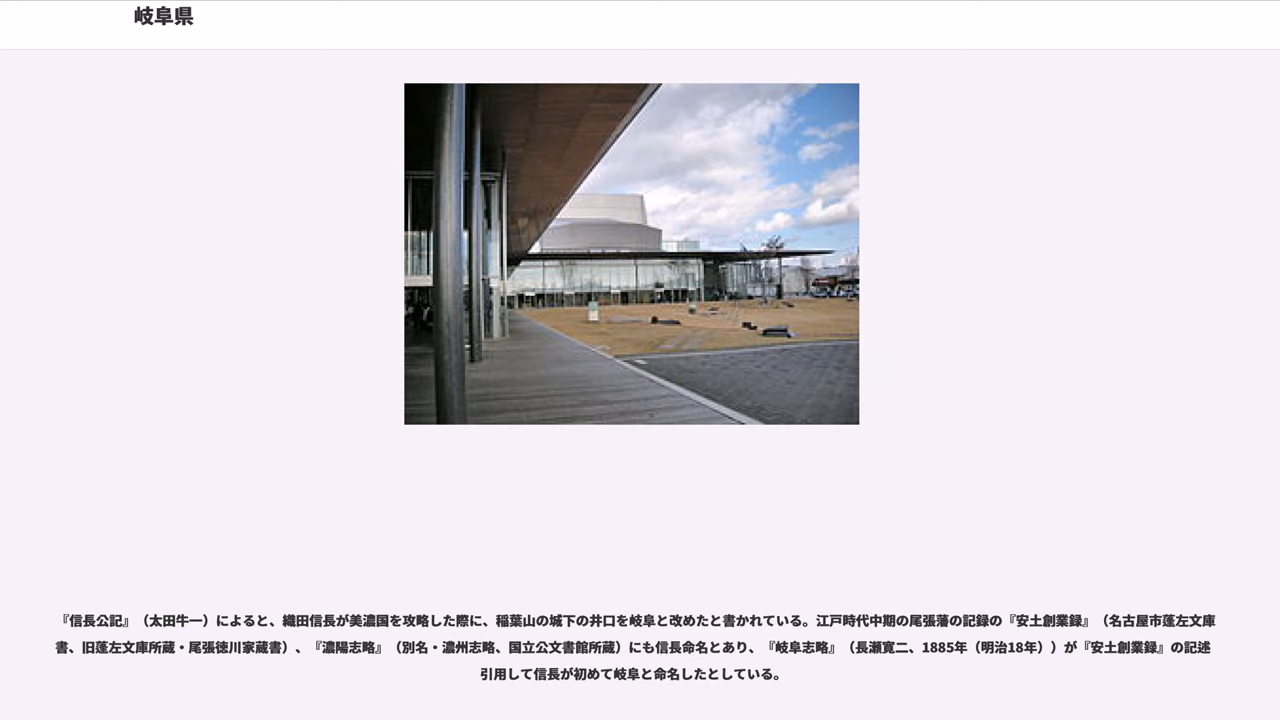 岐阜県
『信長公記』（太田牛一）によると、織田信長が美濃国を攻略した際に、稲葉山の城下の井口を岐阜と改めたと書かれている。江戸時代中期の尾張藩の記録の『安土創業録』（名古屋市蓬左文庫
書、旧蓬左文庫所蔵・尾張徳川家蔵書）、『濃陽志略』（別名・濃州志略、国立公文書館所蔵）にも信長命名とあり、『岐阜志略』（長瀬寛二、1885年（明治18年））が『安土創業録』の記述
引用して信長が初めて岐阜と命名したとしている。